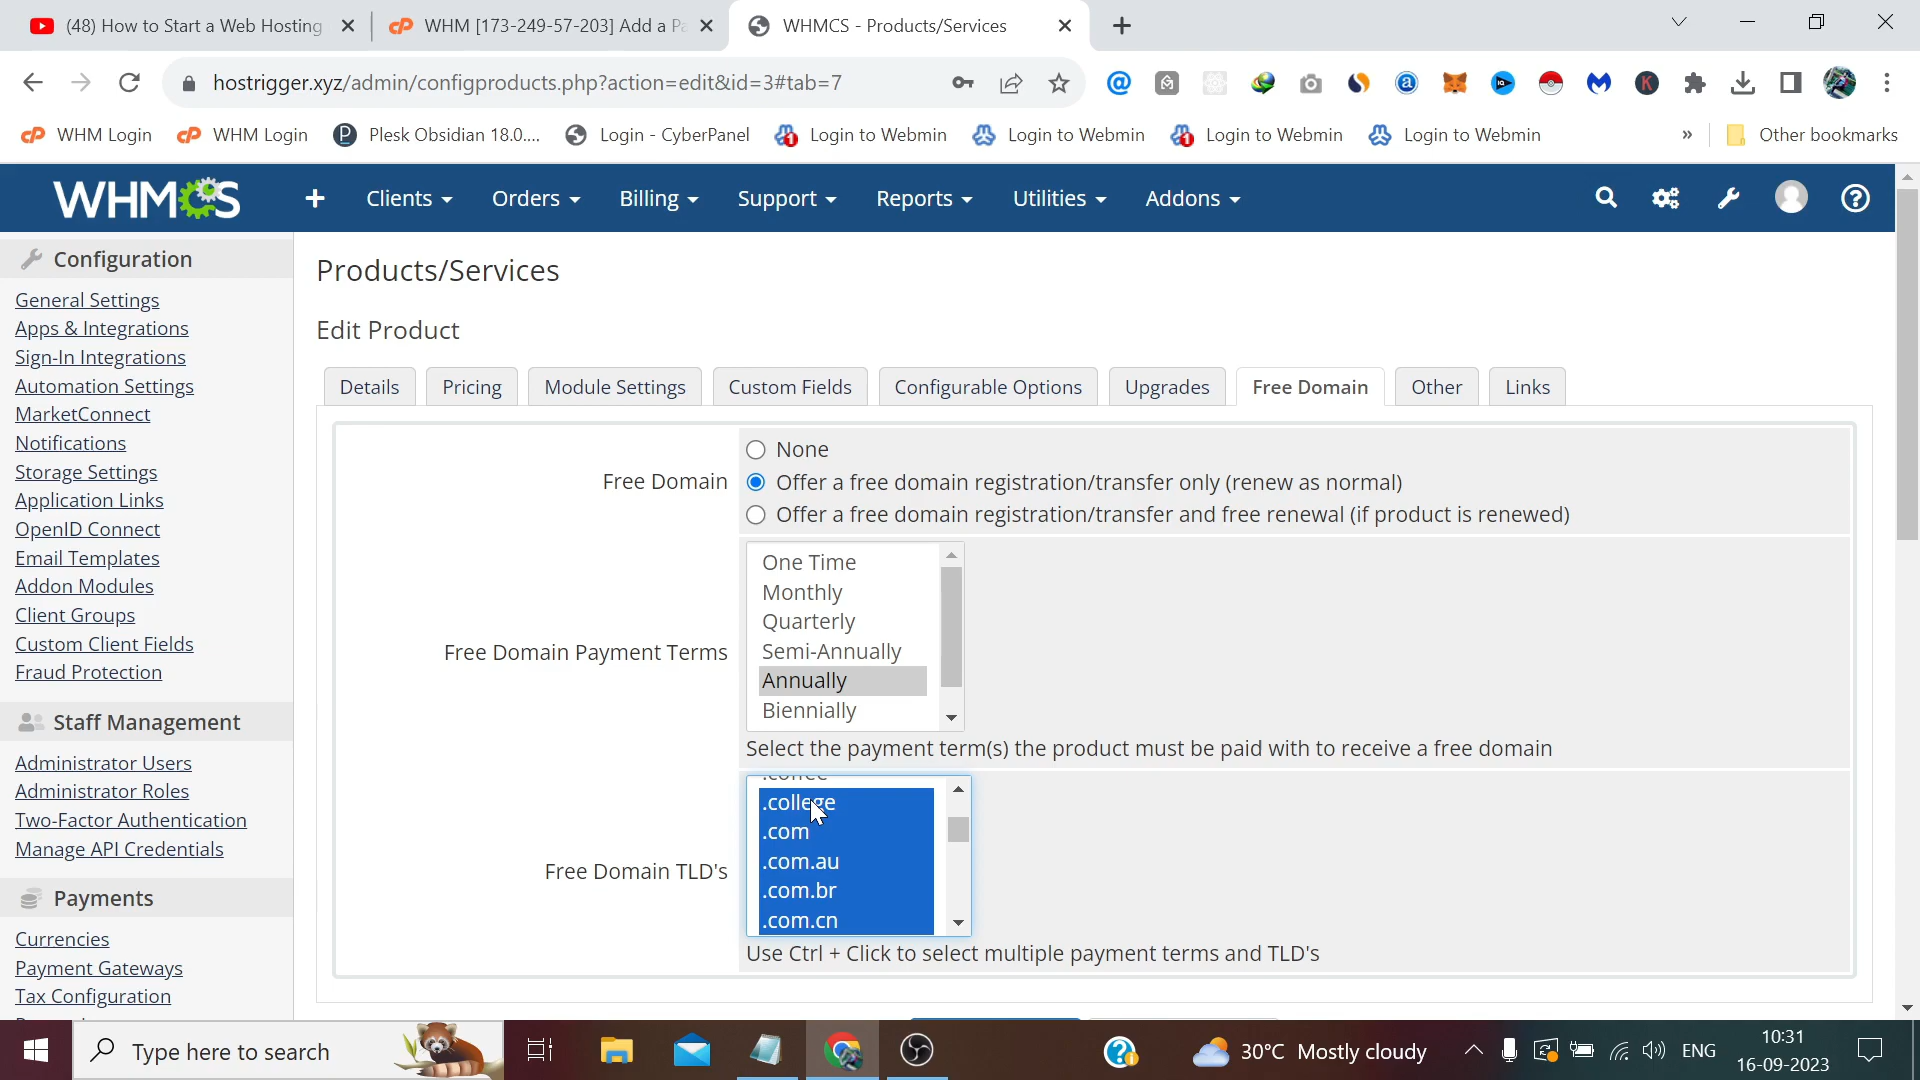 (48) How to Start a Web Hosting
WHM [173-249-57-203] Add a Pa
WHMCS - Products/Services
hostrigger.xyz/admin/configproducts.php?action=edit&id=3#tab=7
WHM Login
WHM Login
Plesk Obsidian 18.0....
Login - CyberPanel
Login to Webmin
Login to Webmin
Login to Webmin
Login to Webmin
»
Other bookmarks
WHMCS
Clients
Orders
Billing
Support
Reports
Utilities
Addons
Configuration
General Settings
Apps & Integrations
Sign-In Integrations
Automation Settings
MarketConnect
Notifications
Storage Settings
Application Links
OpenID Connect
Email Templates
Addon Modules
Client Groups
Custom Client Fields
Fraud Protection
Staff Management
Administrator Users
Administrator Roles
Two-Factor Authentication
Manage API Credentials
Payments
Currencies
Payment Gateways
Tax Configuration
Products/Services
Edit Product
Details
Pricing
Module Settings
Custom Fields
Configurable Options
Upgrades
Free Domain
Other
Links
Free Domain
None
Offer a free domain registration/transfer only (renew as normal)
Offer a free domain registration/transfer and free renewal (if product is renewed)
Free Domain Payment Terms
One Time
Monthly
Quarterly
Semi-Annually
Annually
Biennially
Select the payment term(s) the product must be paid with to receive a free domain
Free Domain TLD's
.coffee
.college
.com
.com.au
.com.br
.com.cn
Use Ctrl + Click to select multiple payment terms and TLD's
Type here to search
30°C Mostly cloudy
ENG
10:31
16-09-2023